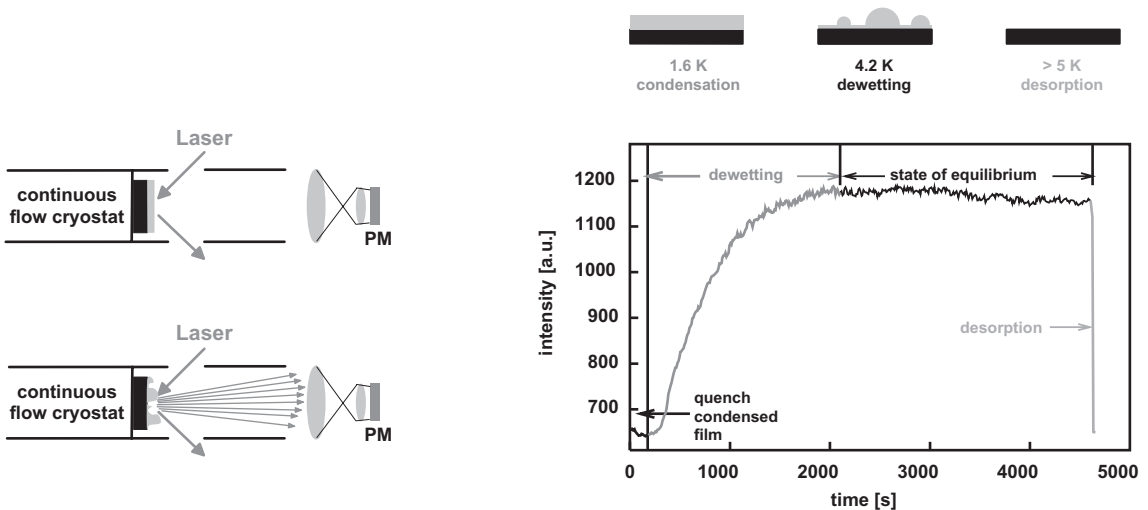 Laser
continuous
flow cryostat
PM
Laser
continuous
flow cryostat
PM
1.6 K
condensation
4.2 K
dewetting
> 5 K
desorption
dewetting
state of equilibrium
desorption
quench
condensed
film
intensity [a.u.]
1200
1100
1000
900
800
700
0 1000 2000 3000 4000 5000
time [s]